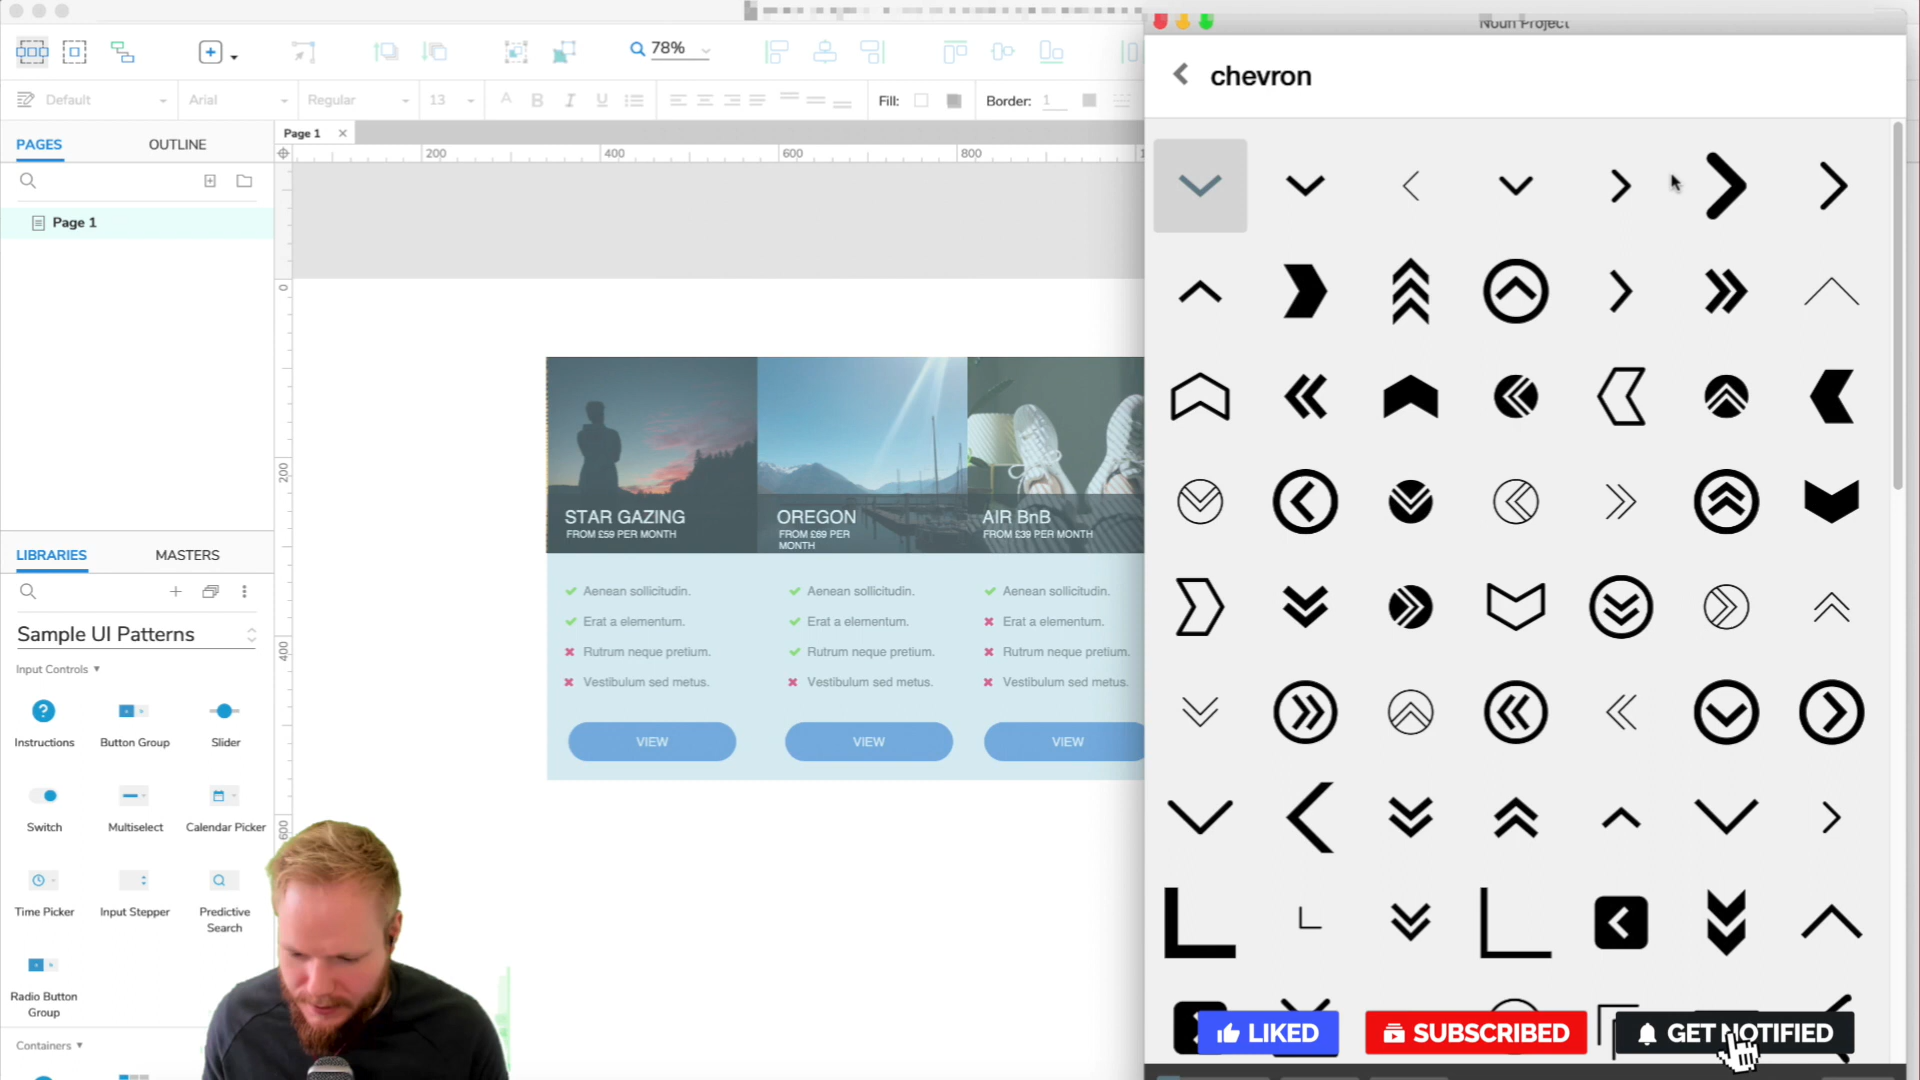 Noun Project
chevron
78%
Default
Arial
Regular
13
Fill:
Border:
1
PAGES
OUTLINE
Page 1
200
400
600
800
Page 1
0
200
400
600
STAR GAZING
FROM £59 PER MONTH
OREGON
FROM £69 PER
MONTH
AIR BnB
FROM £39 PER MONTH
Aenean sollicitudin.
Erat a elementum.
Rutrum neque pretium.
Vestibulum sed metus.
VIEW
Aenean sollicitudin.
Erat a elementum.
Rutrum neque pretium.
Vestibulum sed metus.
VIEW
Aenean sollicitudin.
Erat a elementum.
Rutrum neque pretium.
Vestibulum sed metus.
VIEW
LIBRARIES
MASTERS
Sample UI Patterns
Input Controls
Instructions
Button Group
Slider
Switch
Multiselect
Calendar Picker
Time Picker
Input Stepper
Predictive
Search
Radio Button
Group
Containers
LIKED
SUBSCRIBED
GET NOTIFIED